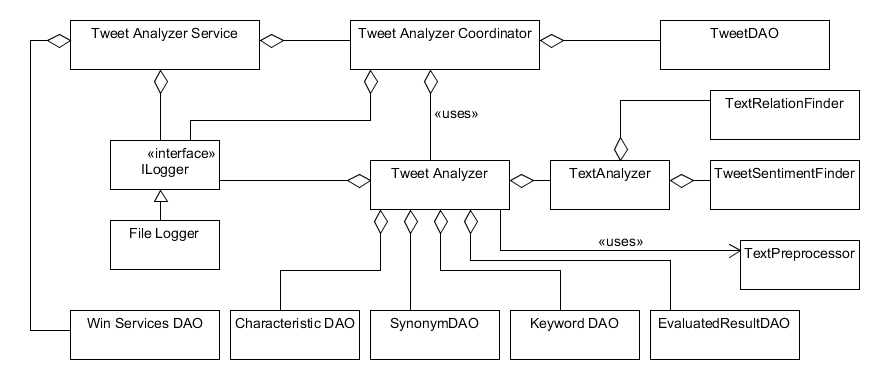 Tweet Analyzer Service
Tweet Analyzer Coordinator
TweetDAO
TextRelationFinder
«uses»
«interface»
ILogger
Tweet Analyzer
TextAnalyzer
TweetSentimentFinder
File Logger
«uses»
TextPreprocessor
Win Services DAO
Characteristic DAO
SynonymDAO
Keyword DAO
EvaluatedResultDAO